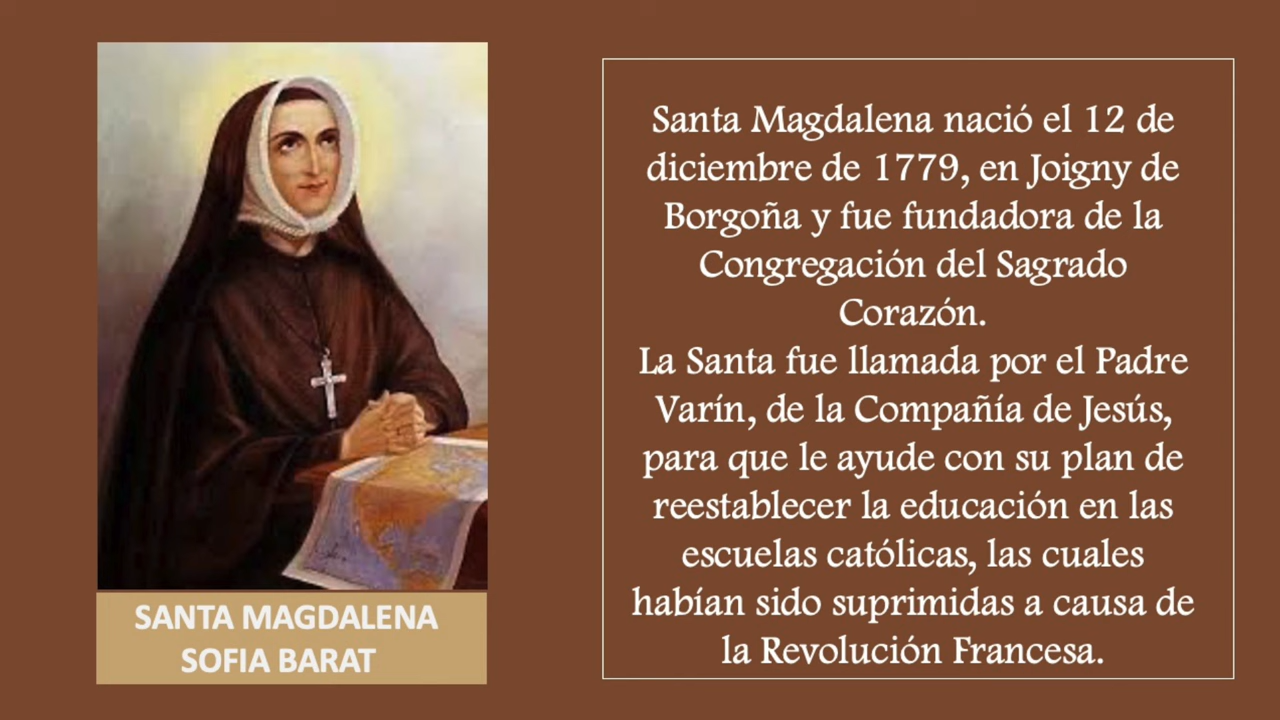 SANTA MAGDALENA
SOFIA BARAT
Santa Magdalena nació el 12 de
diciembre de 1779, en Joigny de
Borgoña y fue fundadora de la
Congregación del Sagrado
Corazón.
La Santa fue llamada por el Padre
Varín, de la Compañía de Jesús,
para que le ayude con su plan de
reestablecer la educación en las
escuelas católicas, las cuales
habían sido suprimidas a causa de
la Revolución Francesa.